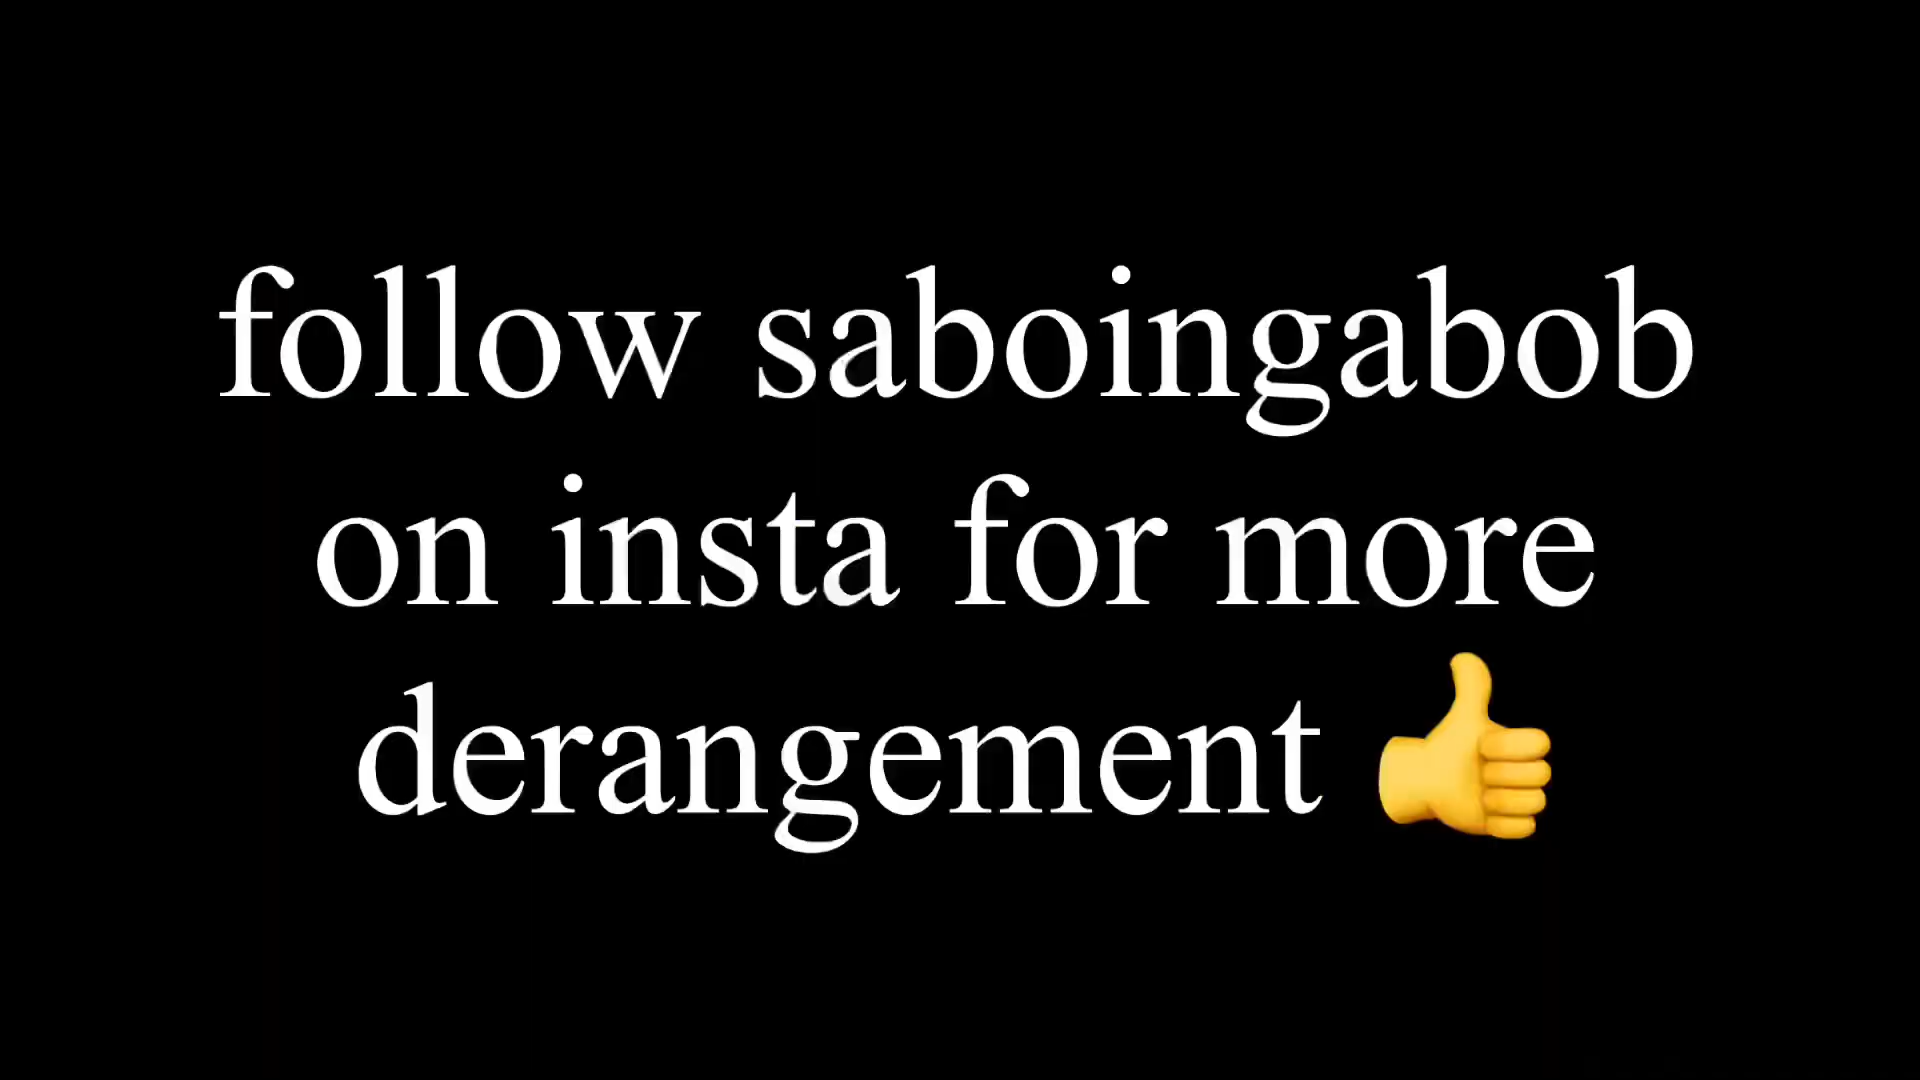 follow saboingabob
on insta for more
derangement 👍